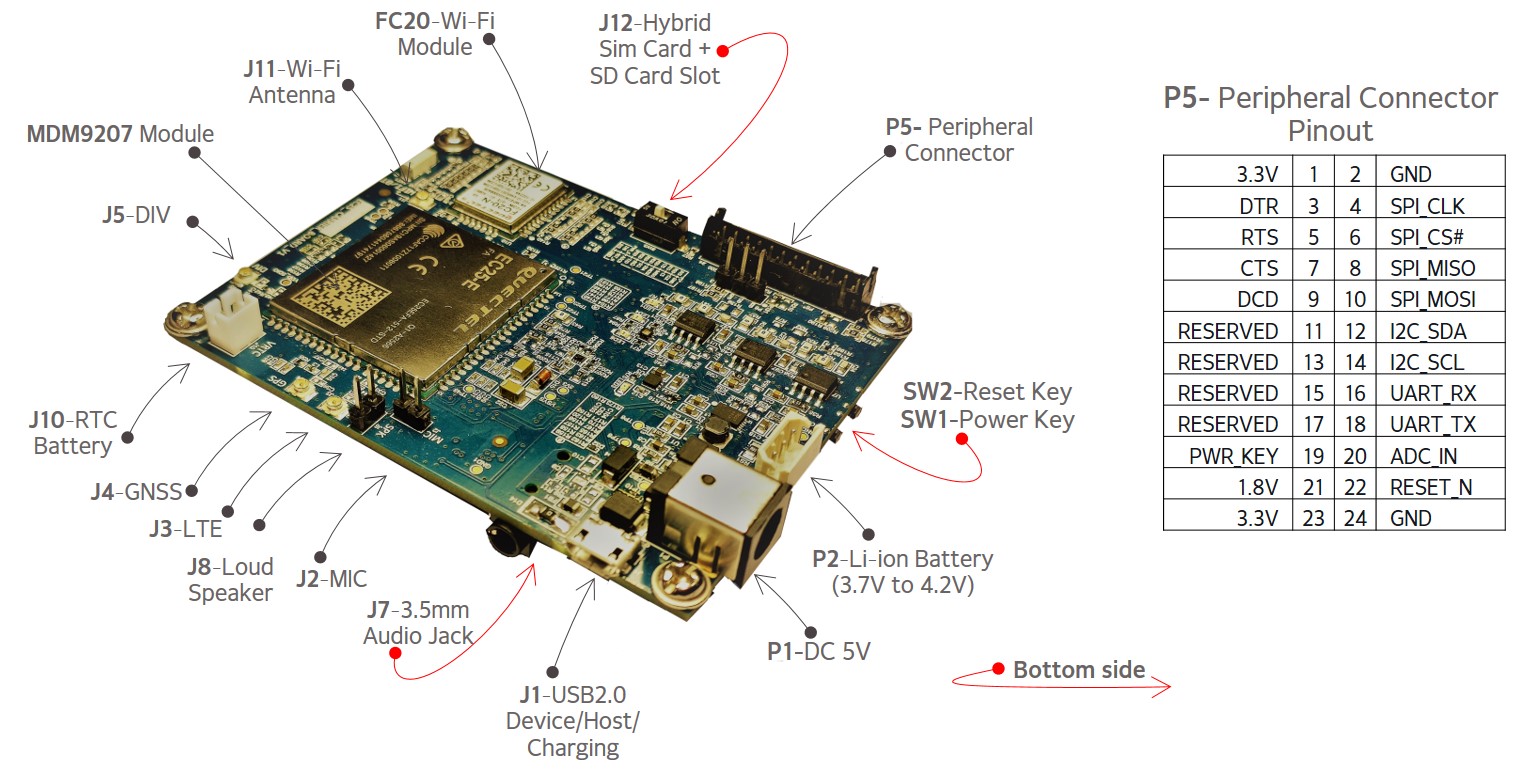 FC20-Wi-Fi
Module
J12-Hybrid
Sim Card +
SD Card Slot
J11-Wi-Fi
Antenna
MDM9207 Module
P5- Peripheral
Connector
J5-DIV
J10-RTC
Battery
J4-GNSS
J3-LTE
J8-Loud
Speaker
J2-MIC
J7-3.5mm
Audio Jack
J1-USB2.0
Device/Host/
Charging
P1-DC 5V
P2-Li-ion Battery
(3.7V to 4.2V)
SW2-Reset Key
SW1-Power Key
Bottom side
QUECTEL
EC25-E
FC20-N
VRTC
GPS
SPK
MIC
P5- Peripheral Connector
Pinout
3.3V 1 2 GND
DTR 3 4 SPI_CLK
RTS 5 6 SPI_CS#
CTS 7 8 SPI_MISO
DCD 9 10 SPI_MOSI
RESERVED 11 12 I2C_SDA
RESERVED 13 14 I2C_SCL
RESERVED 15 16 UART_RX
RESERVED 17 18 UART_TX
PWR_KEY 19 20 ADC_IN
1.8V 21 22 RESET_N
3.3V 23 24 GND